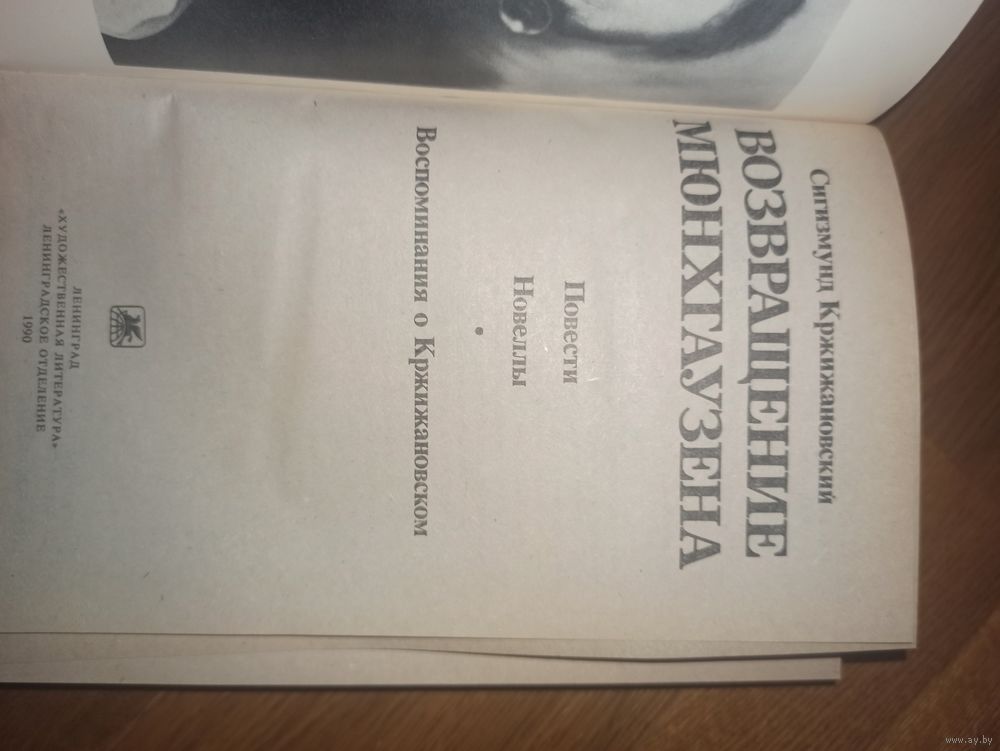 Сигизмунд Кржижановский
ВОЗВРАЩЕНИЕ
МЮНХГАУЗЕНА
Повести
Новеллы
•
Воспоминания о Кржижановском
ЛЕНИНГРАД
«ХУДОЖЕСТВЕННАЯ ЛИТЕРАТУРА»
ЛЕНИНГРАДСКОЕ ОТДЕЛЕНИЕ
1990
www.ay.by